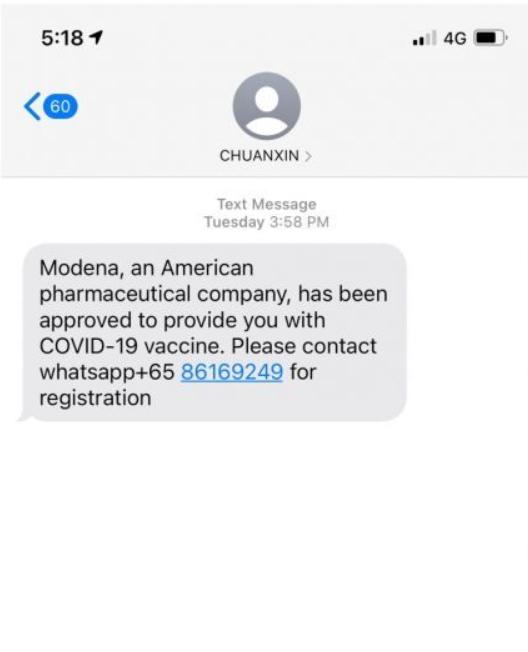 5:18
4G
60
CHUANXIN >
Text Message
Tuesday 3:58 PM
Modena, an American
pharmaceutical company, has been
approved to provide you with
COVID-19 vaccine. Please contact
whatsapp+65 86169249 for
registration